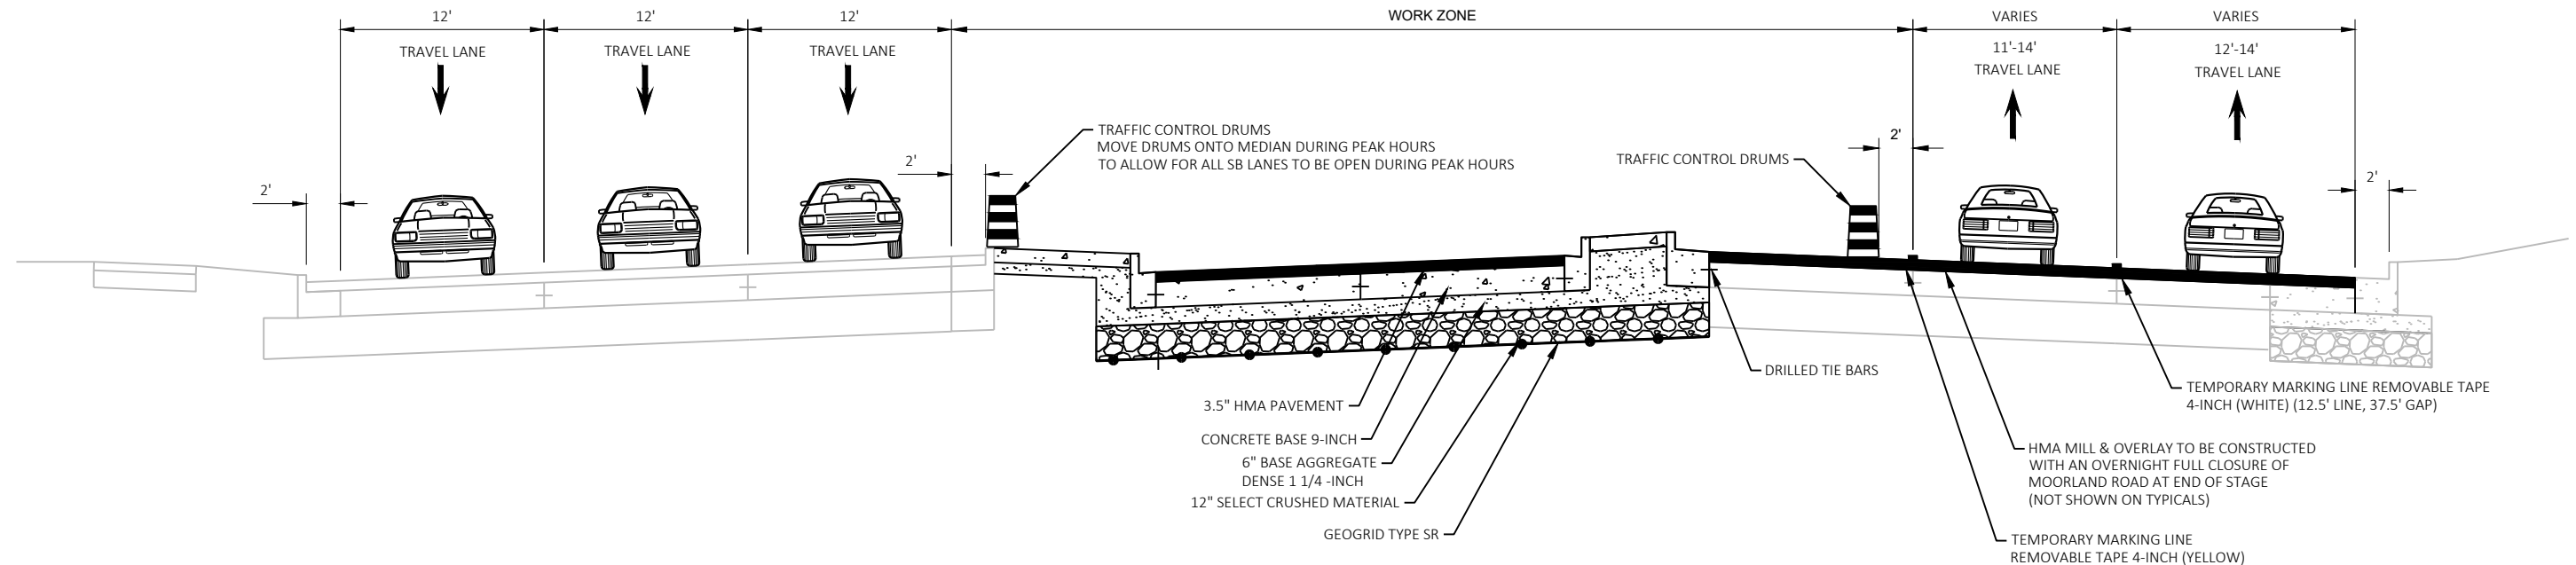 12'
12'
12'
WORK ZONE
VARIES
VARIES
TRAVEL LANE
TRAVEL LANE
TRAVEL LANE
11'-14'
TRAVEL LANE
12'-14'
TRAVEL LANE
TRAFFIC CONTROL DRUMS
MOVE DRUMS ONTO MEDIAN DURING PEAK HOURS
TO ALLOW FOR ALL SB LANES TO BE OPEN DURING PEAK HOURS
TRAFFIC CONTROL DRUMS
2'
2'
2'
2'
DRILLED TIE BARS
3.5" HMA PAVEMENT
CONCRETE BASE 9-INCH
6" BASE AGGREGATE
DENSE 1 1/4 -INCH
12" SELECT CRUSHED MATERIAL
GEOGRID TYPE SR
TEMPORARY MARKING LINE REMOVABLE TAPE
4-INCH (WHITE) (12.5' LINE, 37.5' GAP)
HMA MILL & OVERLAY TO BE CONSTRUCTED
WITH AN OVERNIGHT FULL CLOSURE OF
MOORLAND ROAD AT END OF STAGE
(NOT SHOWN ON TYPICALS)
TEMPORARY MARKING LINE
REMOVABLE TAPE 4-INCH (YELLOW)